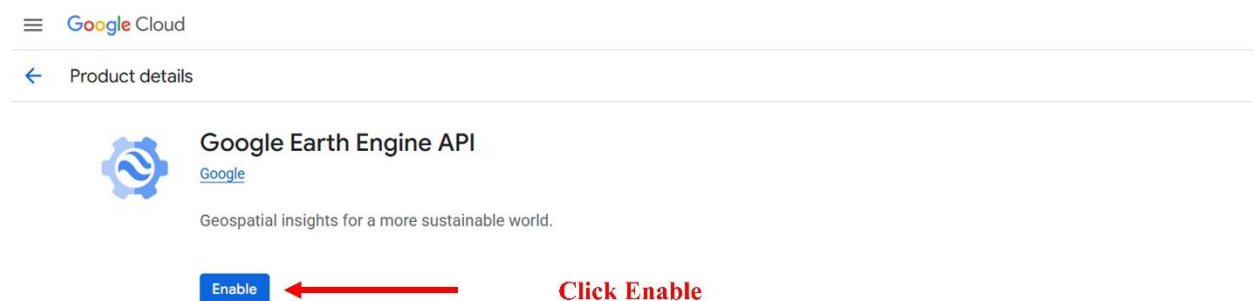 Google Cloud
Product details
Google Earth Engine API
Google
Geospatial insights for a more sustainable world.
Enable
Click Enable